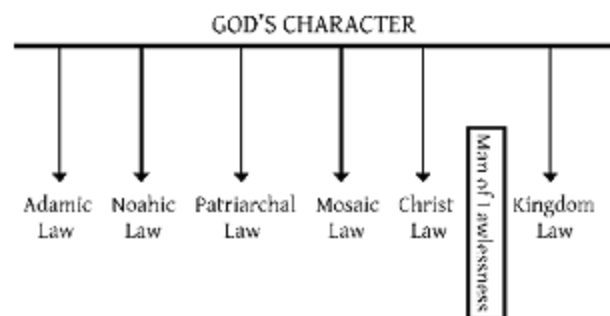 GOD'S CHARACTER
Adamic Law
Noahic Law
Patriarchal Law
Mosaic Law
Christ Law
Man of Lawlessness
Kingdom Law